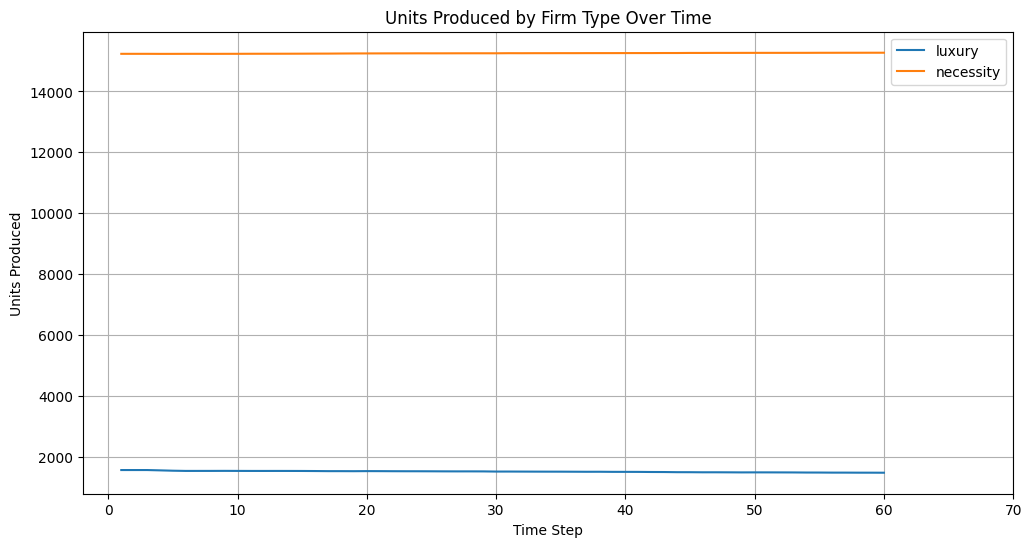 Units Produced by Firm Type Over Time
luxury
necessity
14000
12000
10000
8000
6000
4000
2000
Units Produced
0 10 20 30 40 50 60 70
Time Step